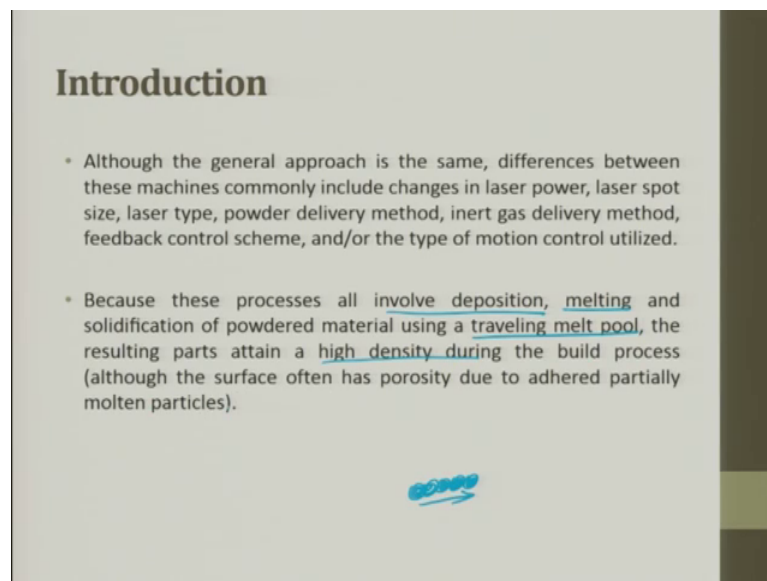 Introduction
• Although the general approach is the same, differences between
these machines commonly include changes in laser power, laser spot
size, laser type, powder delivery method, inert gas delivery method,
feedback control scheme, and/or the type of motion control utilized.
• Because these processes all involve deposition, melting and
solidification of powdered material using a traveling melt pool, the
resulting parts attain a high density during the build process
(although the surface often has porosity due to adhered partially
molten particles).